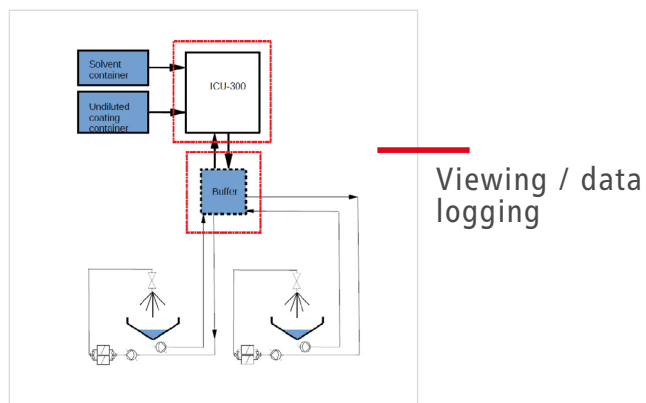 Solvent
container
ICU-300
Undiluted
coating
container
Buffer
Viewing / data
logging